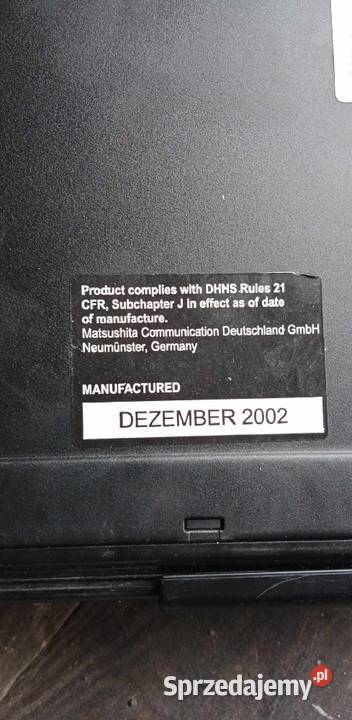 Product complies with DHHS Rules 21
CFR, Subchapter J in effect as of date
of manufacture.
Matsushita Communication Deutschland GmbH
Neumünster, Germany
MANUFACTURED
DEZEMBER 2002
Sprzedajemy.pl